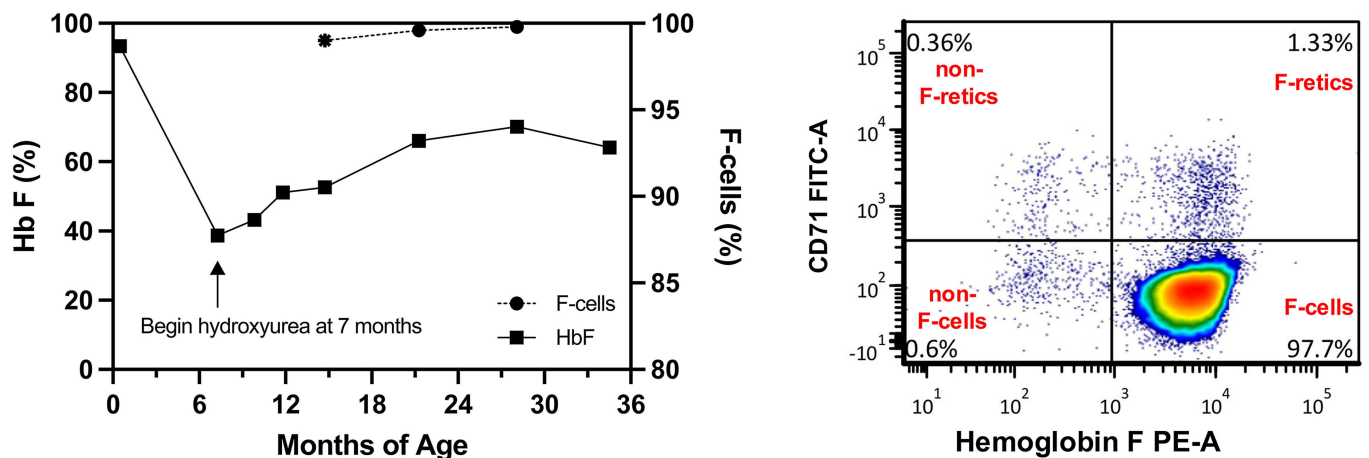 100
80
60
40
20
0
Hb F (%)
100
95
90
85
80
F-cells (%)
Begin hydroxyurea at 7 months
F-cells
HbF
0 6 12 18 24 30 36
Months of Age
CD71 FITC-A
10^5
10^4
10^3
10^2
-10^1
0.36%
non-
F-retics
1.33%
F-retics
non-
F-cells
0.6%
F-cells
97.7%
10^1 10^2 10^3 10^4 10^5
Hemoglobin F PE-A